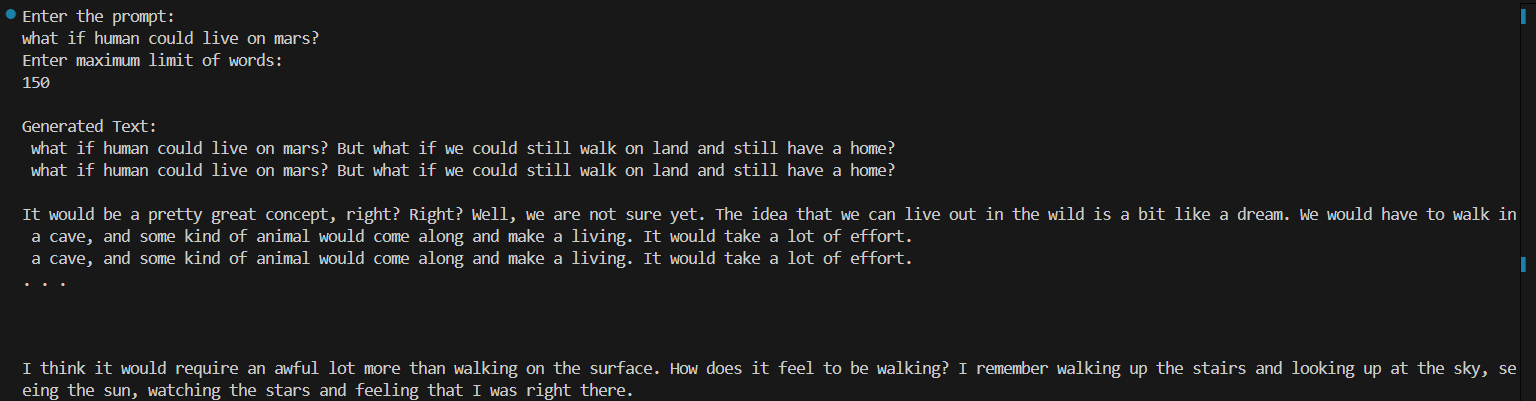 Enter the prompt:
what if human could live on mars?
Enter maximum limit of words:
150
Generated Text:
what if human could live on mars? But what if we could still walk on land and still have a home?
what if human could live on mars? But what if we could still walk on land and still have a home?
It would be a pretty great concept, right? Right? Well, we are not sure yet. The idea that we can live out in the wild is a bit like a dream. We would have to walk in
a cave, and some kind of animal would come along and make a living. It would take a lot of effort.
a cave, and some kind of animal would come along and make a living. It would take a lot of effort.
. . .
I think it would require an awful lot more than walking on the surface. How does it feel to be walking? I remember walking up the stairs and looking up at the sky, se
eing the sun, watching the stars and feeling that I was right there.